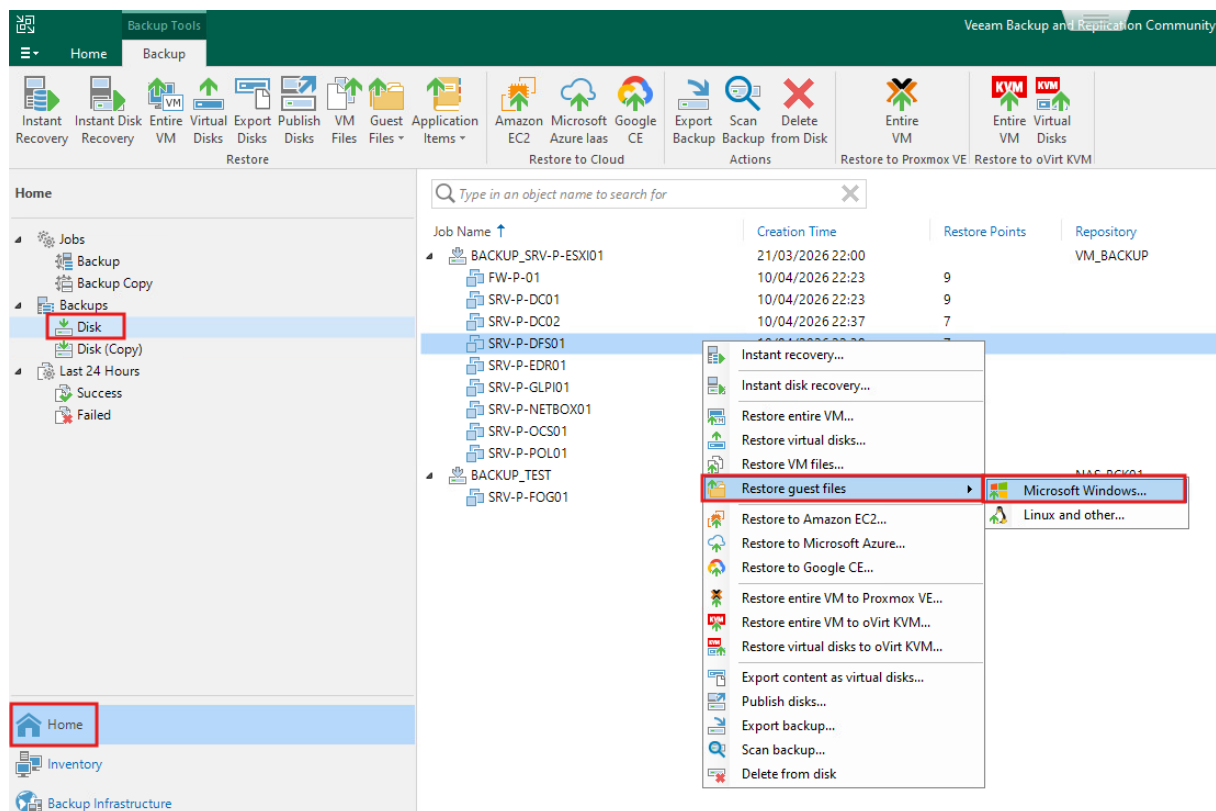 Backup Tools
Veeam Backup and Replication Community
Home Backup
Instant Recovery
Instant Disk Recovery
Entire VM
Virtual Disks
Export Disks
Publish Disks
VM Files
Guest Files
Application Items
Amazon EC2
Microsoft Azure Iaas
Google CE
Export Backup
Scan Backup
Delete from Disk
Entire VM
Entire VM
Virtual Disks
Restore
Restore to Cloud
Actions
Restore to Proxmox VE
Restore to oVirt KVM
Home
Type in an object name to search for
Jobs
Backup
Backup Copy
Backups
Disk
Disk (Copy)
Last 24 Hours
Success
Failed
Job Name Creation Time Restore Points Repository
BACKUP_SRV-P-ESXI01 21/03/2026 22:00 VM_BACKUP
FW-P-01 10/04/2026 22:23 9
SRV-P-DC01 10/04/2026 22:23 9
SRV-P-DC02 10/04/2026 22:37 7
SRV-P-DFS01
SRV-P-EDR01
SRV-P-GLPI01
SRV-P-NETBOX01
SRV-P-OCS01
SRV-P-POL01
BACKUP_TEST
SRV-P-FOG01
Instant recovery...
Instant disk recovery...
Restore entire VM...
Restore virtual disks...
Restore VM files...
Restore guest files
Microsoft Windows...
Linux and other...
Restore to Amazon EC2...
Restore to Microsoft Azure...
Restore to Google CE...
Restore entire VM to Proxmox VE...
Restore entire VM to oVirt KVM...
Restore virtual disks to oVirt KVM...
Export content as virtual disks...
Publish disks...
Export backup...
Scan backup...
Delete from disk
Home
Inventory
Backup Infrastructure